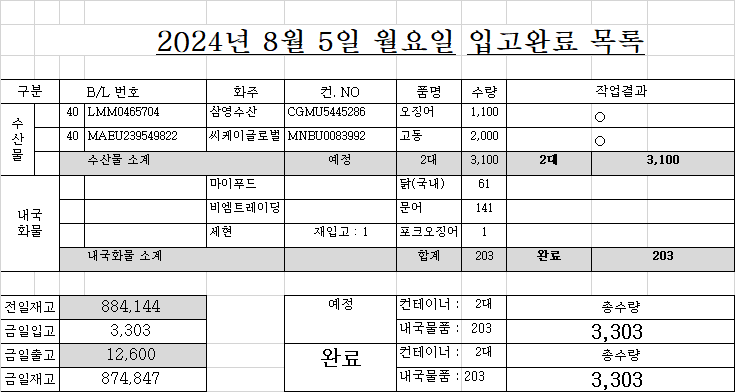 2024년 8월 5일 월요일 입고완료 목록
구분 B/L 번호 화주 컨. NO 품명 수량 작업결과
수산물 40 LMM0465704 삼영수산 CGMU5445286 오징어 1,100 ○
40 MAEU239549822 씨케이글로벌 MNBU0083992 고등 2,000 ○
수산물 소계 예정 2대 3,100 2대 3,100
내국화물 마이푸드 닭(국내) 61
비엠트레이딩 문어 141
세현 재입고 : 1 포크오징어 1
내국화물 소계 합계 203 완료 203
전일재고 884,144 예정 컨테이너 : 2대 총수량
금일입고 3,303 내국물품 : 203 3,303
금일출고 12,600 완료 컨테이너 : 2대 총수량
금일재고 874,847 내국물품 : 203 3,303